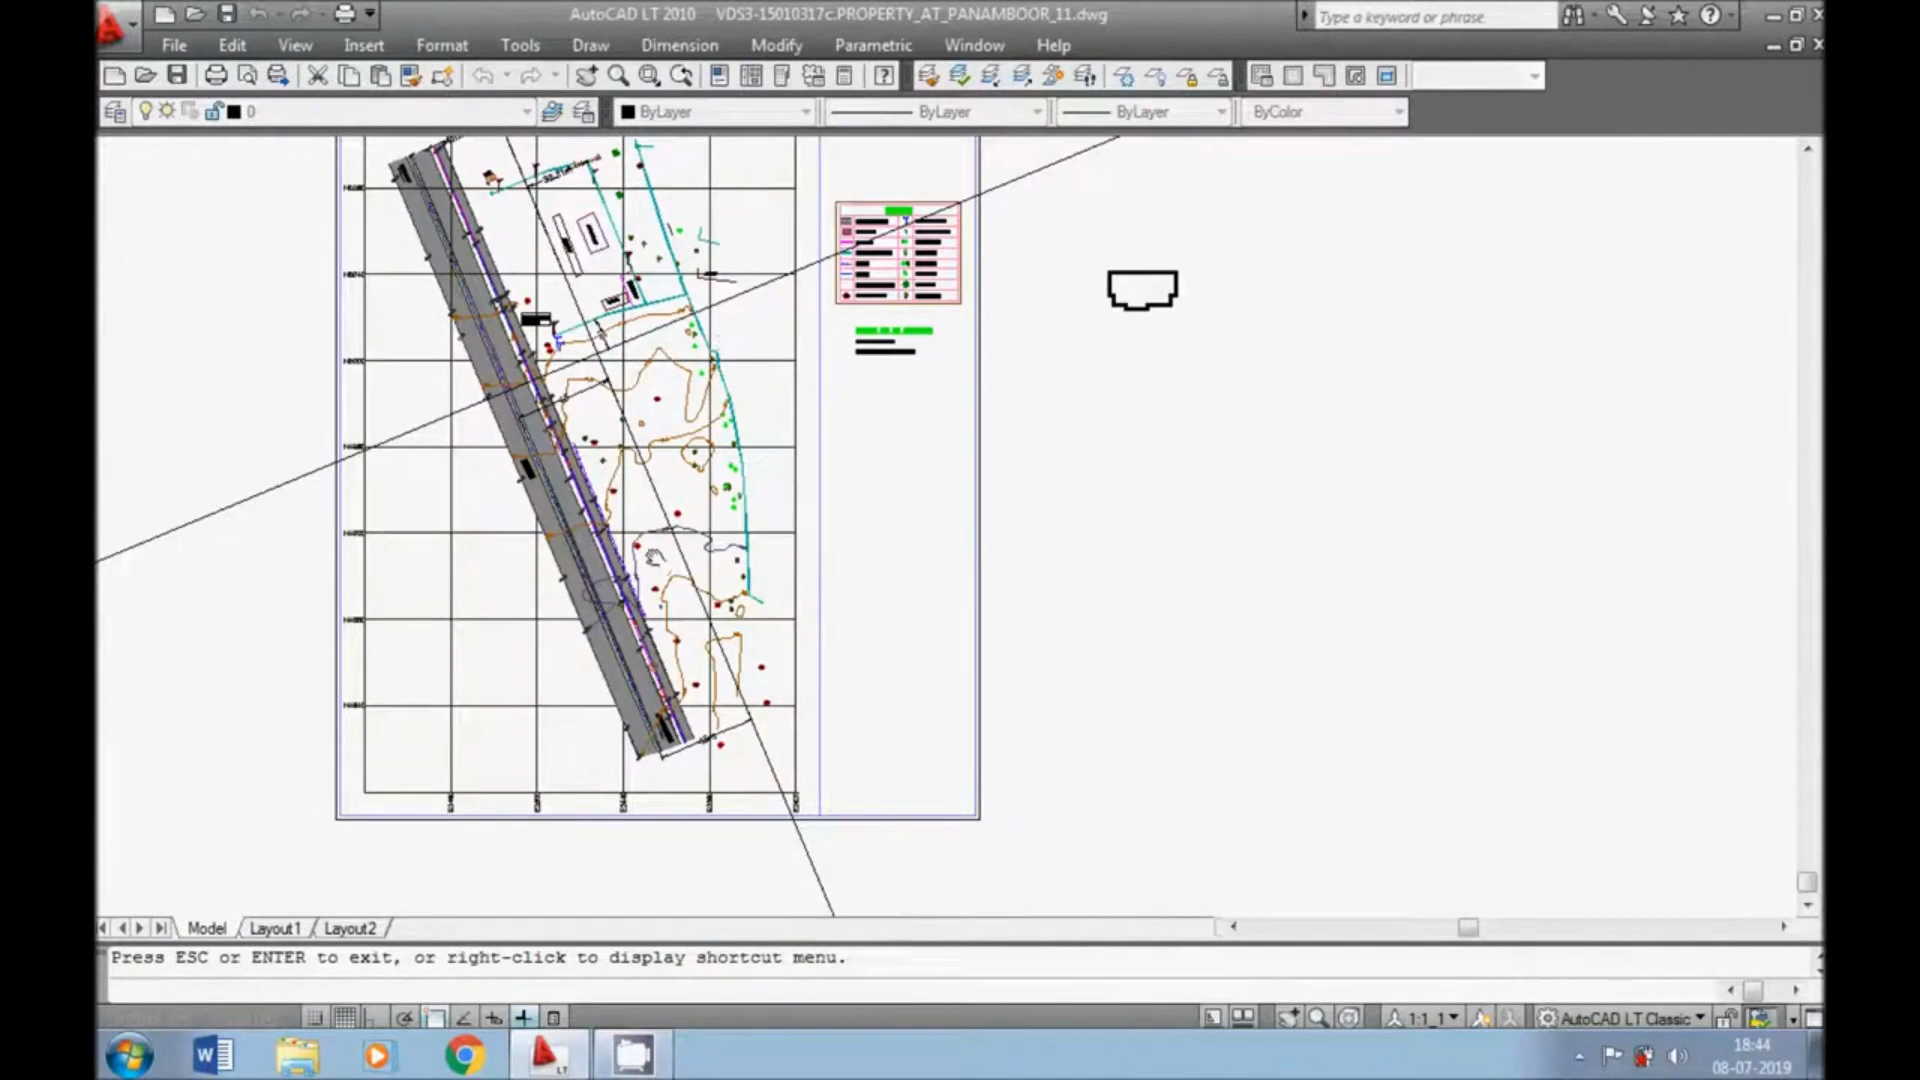 AutoCAD LT 2010 VDS3-15010317c.PROPERTY_AT_PANAMBOOR_11.dwg
Type a keyword or phrase
File Edit View Insert Format Tools Draw Dimension Modify Parametric Window Help
0 ByLayer ByLayer ByLayer ByColor
Model Layout1 Layout2
Press ESC or ENTER to exit, or right-click to display shortcut menu.
1:1_1 AutoCAD LT Classic
LT
18:44
08-07-2019